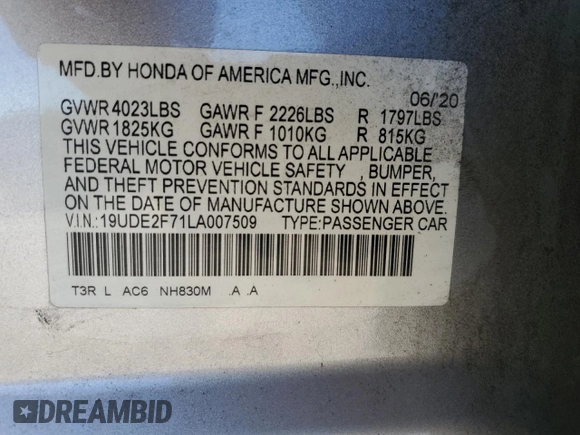 MFD.BY HONDA OF AMERICA MFG.,INC.
06/'20
GVWR 4023LBS GAWR F 2226LBS R 1797LBS
GVWR 1825KG GAWR F 1010KG R 815KG
THIS VEHICLE CONFORMS TO ALL APPLICABLE
FEDERAL MOTOR VEHICLE SAFETY , BUMPER,
AND THEFT PREVENTION STANDARDS IN EFFECT
ON THE DATE OF MANUFACTURE SHOWN ABOVE.
V.I.N.:19UDE2F71LA007509 TYPE:PASSENGER CAR
T3R L AC6 NH830M .A .A
DREAMBID